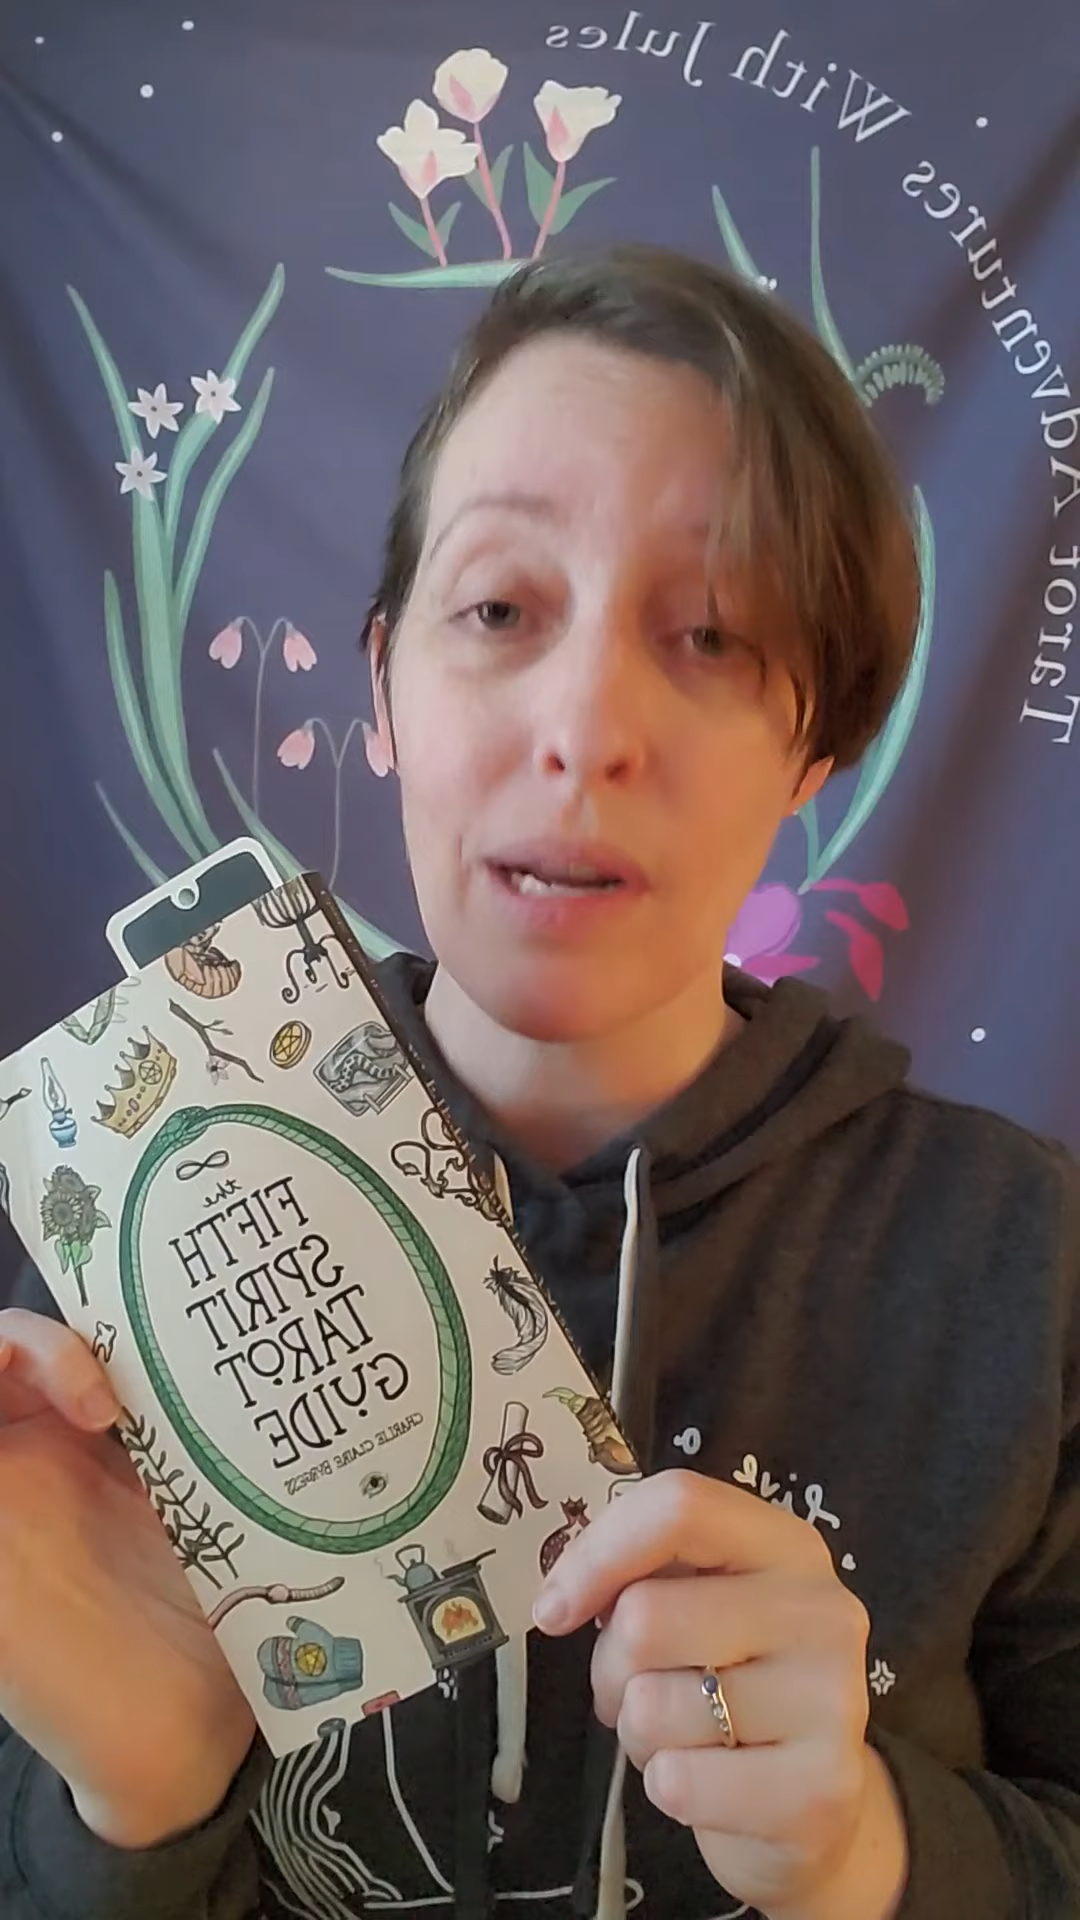 Tarot Adventures With Jules
the
FIFTH
SPIRIT
TAROT
GUIDE
CHARLIE CLAIRE BURGESS